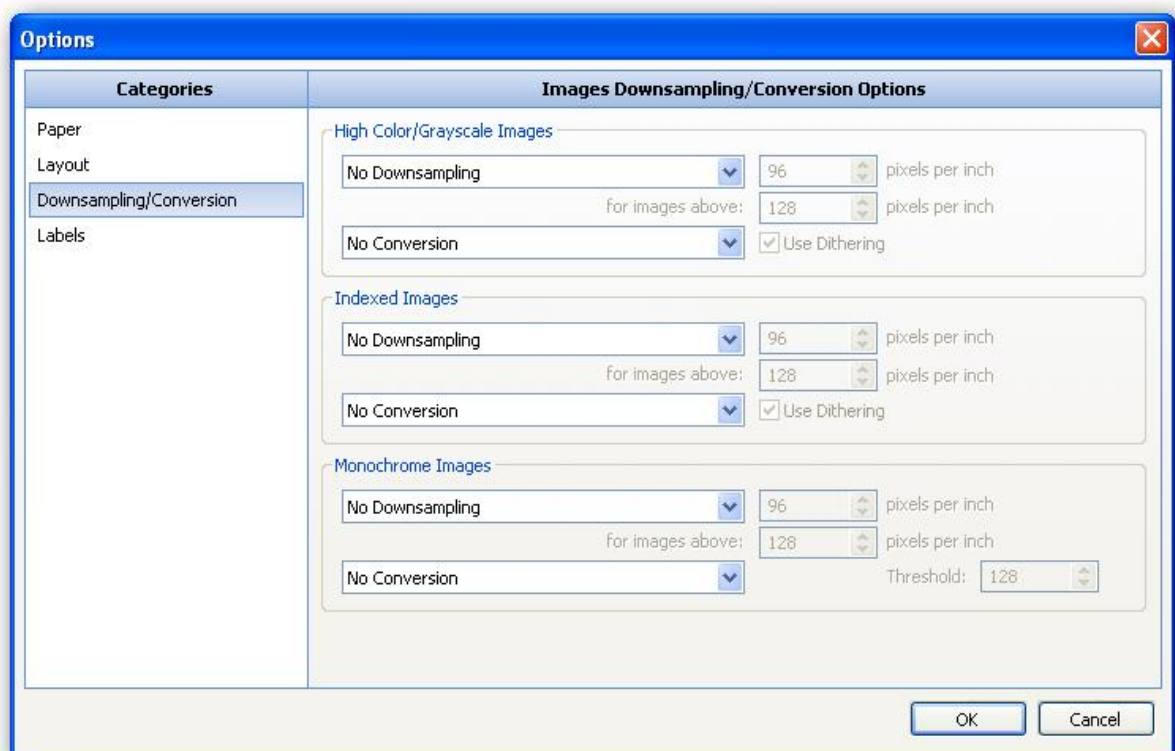 Options
Categories
Images Downsampling/Conversion Options
Paper
Layout
Downsampling/Conversion
Labels
High Color/Grayscale Images
No Downsampling 96 pixels per inch
for images above: 128 pixels per inch
No Conversion Use Dithering
Indexed Images
No Downsampling 96 pixels per inch
for images above: 128 pixels per inch
No Conversion Use Dithering
Monochrome Images
No Downsampling 96 pixels per inch
for images above: 128 pixels per inch
No Conversion Threshold: 128
OK Cancel